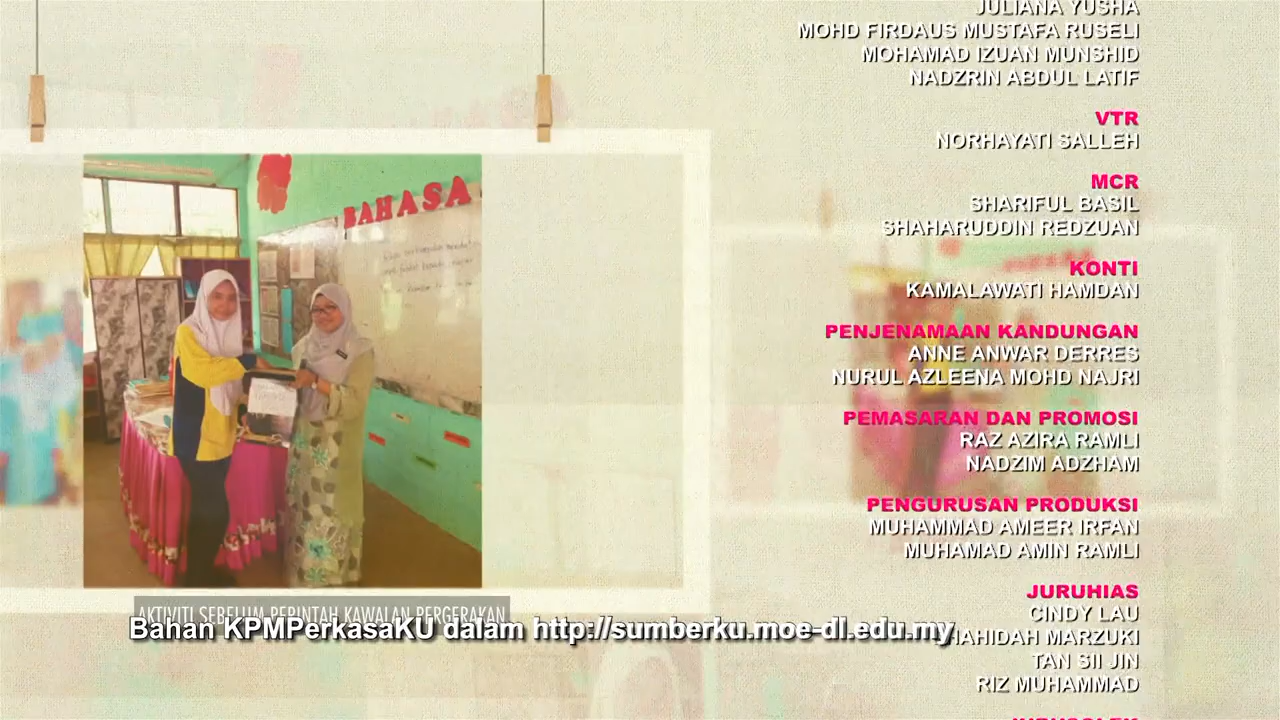 JULIANA YUSHA
MOHD FIRDAUS MUSTAFA RUSELI
MOHAMAD IZUAN MUNSHID
NADZRIN ABDUL LATIF
VTR
NORHAYATI SALLEH
MCR
SHARIFUL BASIL
SHAHARUDDIN REDZUAN
KONTI
KAMALAWATI HAMDAN
PENJENAMAAN KANDUNGAN
ANNE ANWAR DERRES
NURUL AZLEENA MOHD NAJRI
PEMASARAN DAN PROMOSI
RAZ AZIRA RAMLI
NADZIM ADZHAM
PENGURUSAN PRODUKSI
MUHAMMAD AMEER IRFAN
MUHAMAD AMIN RAMLI
JURUHIAS
CINDY LAU
MARZUKI
TAN SII JIN
RIZ MUHAMMAD
BAHASA
AKTIVITI SEBELUM PERINTAH KAWALAN PERGERAKAN
Bahan KPMPerkasaKU dalam http://sumberku.moe-dl.edu.my